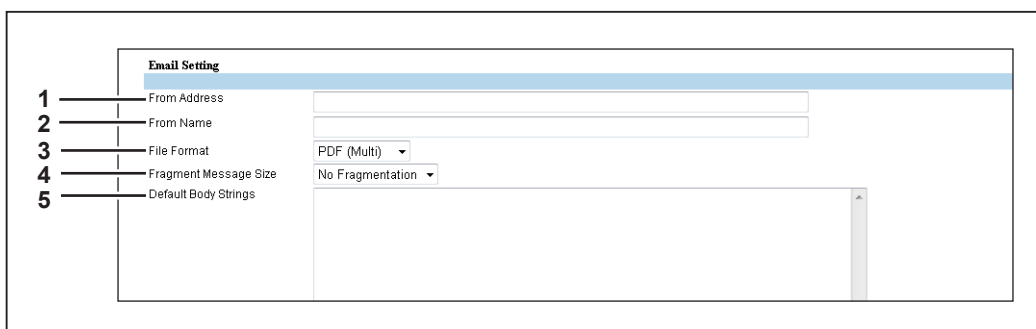 Email Setting
1 From Address
2 From Name
3 File Format PDF (Multi)
4 Fragment Message Size No Fragmentation
5 Default Body Strings